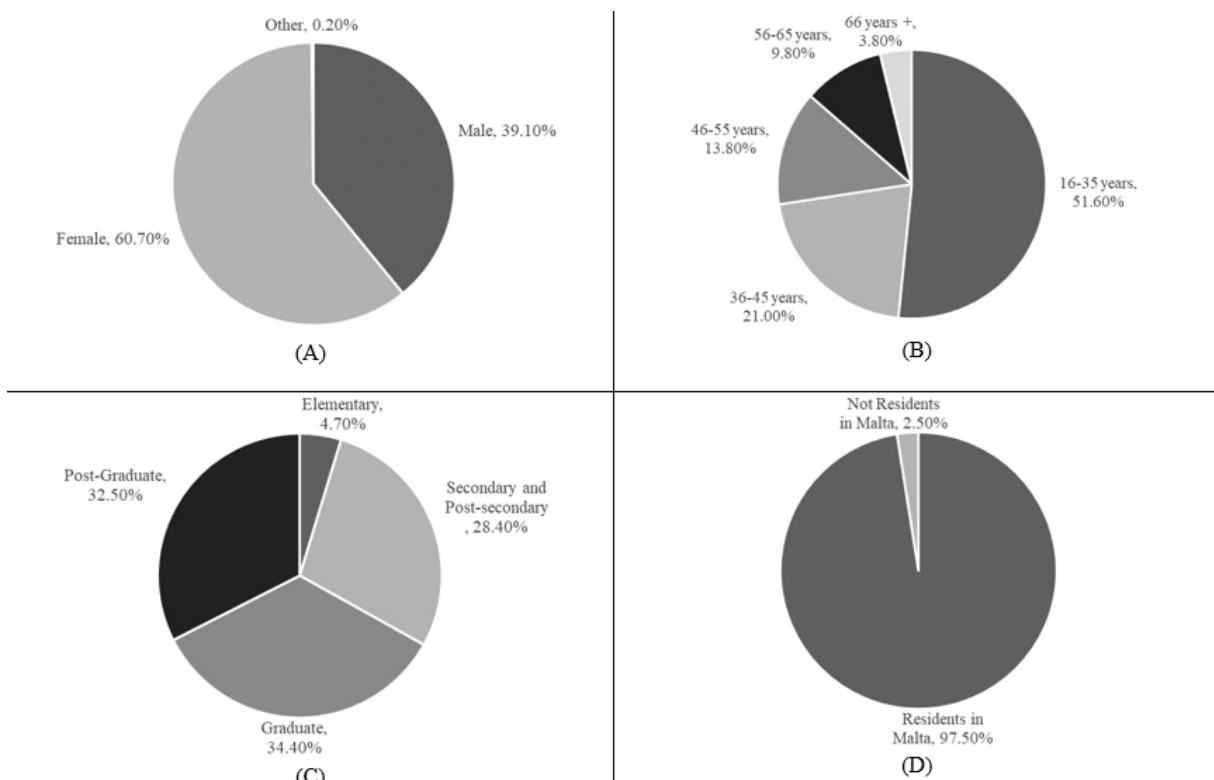 Other, 0.20%
Male, 39.10%
Female, 60.70%
(A)
66 years +,
3.80%
56-65 years,
9.80%
46-55 years,
13.80%
16-35 years,
51.60%
36-45 years,
21.00%
(B)
Elementary,
4.70%
Post-Graduate,
32.50%
Secondary and
Post-secondary
, 28.40%
Graduate,
34.40%
(C)
Not Residents
in Malta, 2.50%
Residents in
Malta, 97.50%
(D)